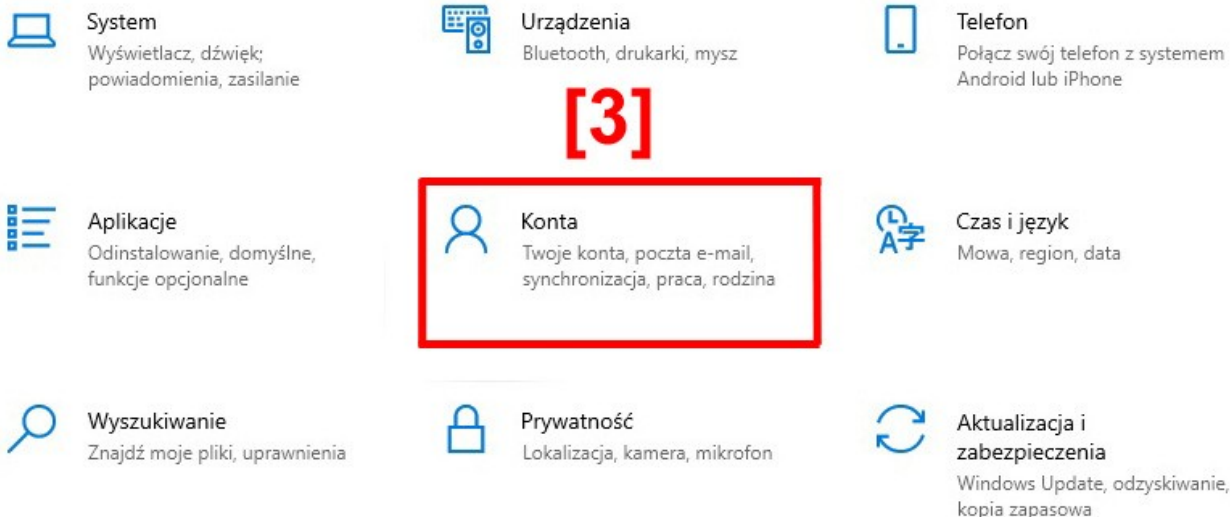 System
Wyświetlacz, dźwięk;
powiadomienia, zasilanie
Urządzenia
Bluetooth, drukarki, mysz
Telefon
Połącz swój telefon z systemem
Android lub iPhone
[3]
Aplikacje
Odinstalowanie, domyślne,
funkcje opcjonalne
Konta
Twoje konta, poczta e-mail,
synchronizacja, praca, rodzina
Czas i język
Mowa, region, data
Wyszukiwanie
Znajdź moje pliki, uprawnienia
Prywatność
Lokalizacja, kamera, mikrofon
Aktualizacja i
zabezpieczenia
Windows Update, odzyskiwanie,
kopia zapasowa